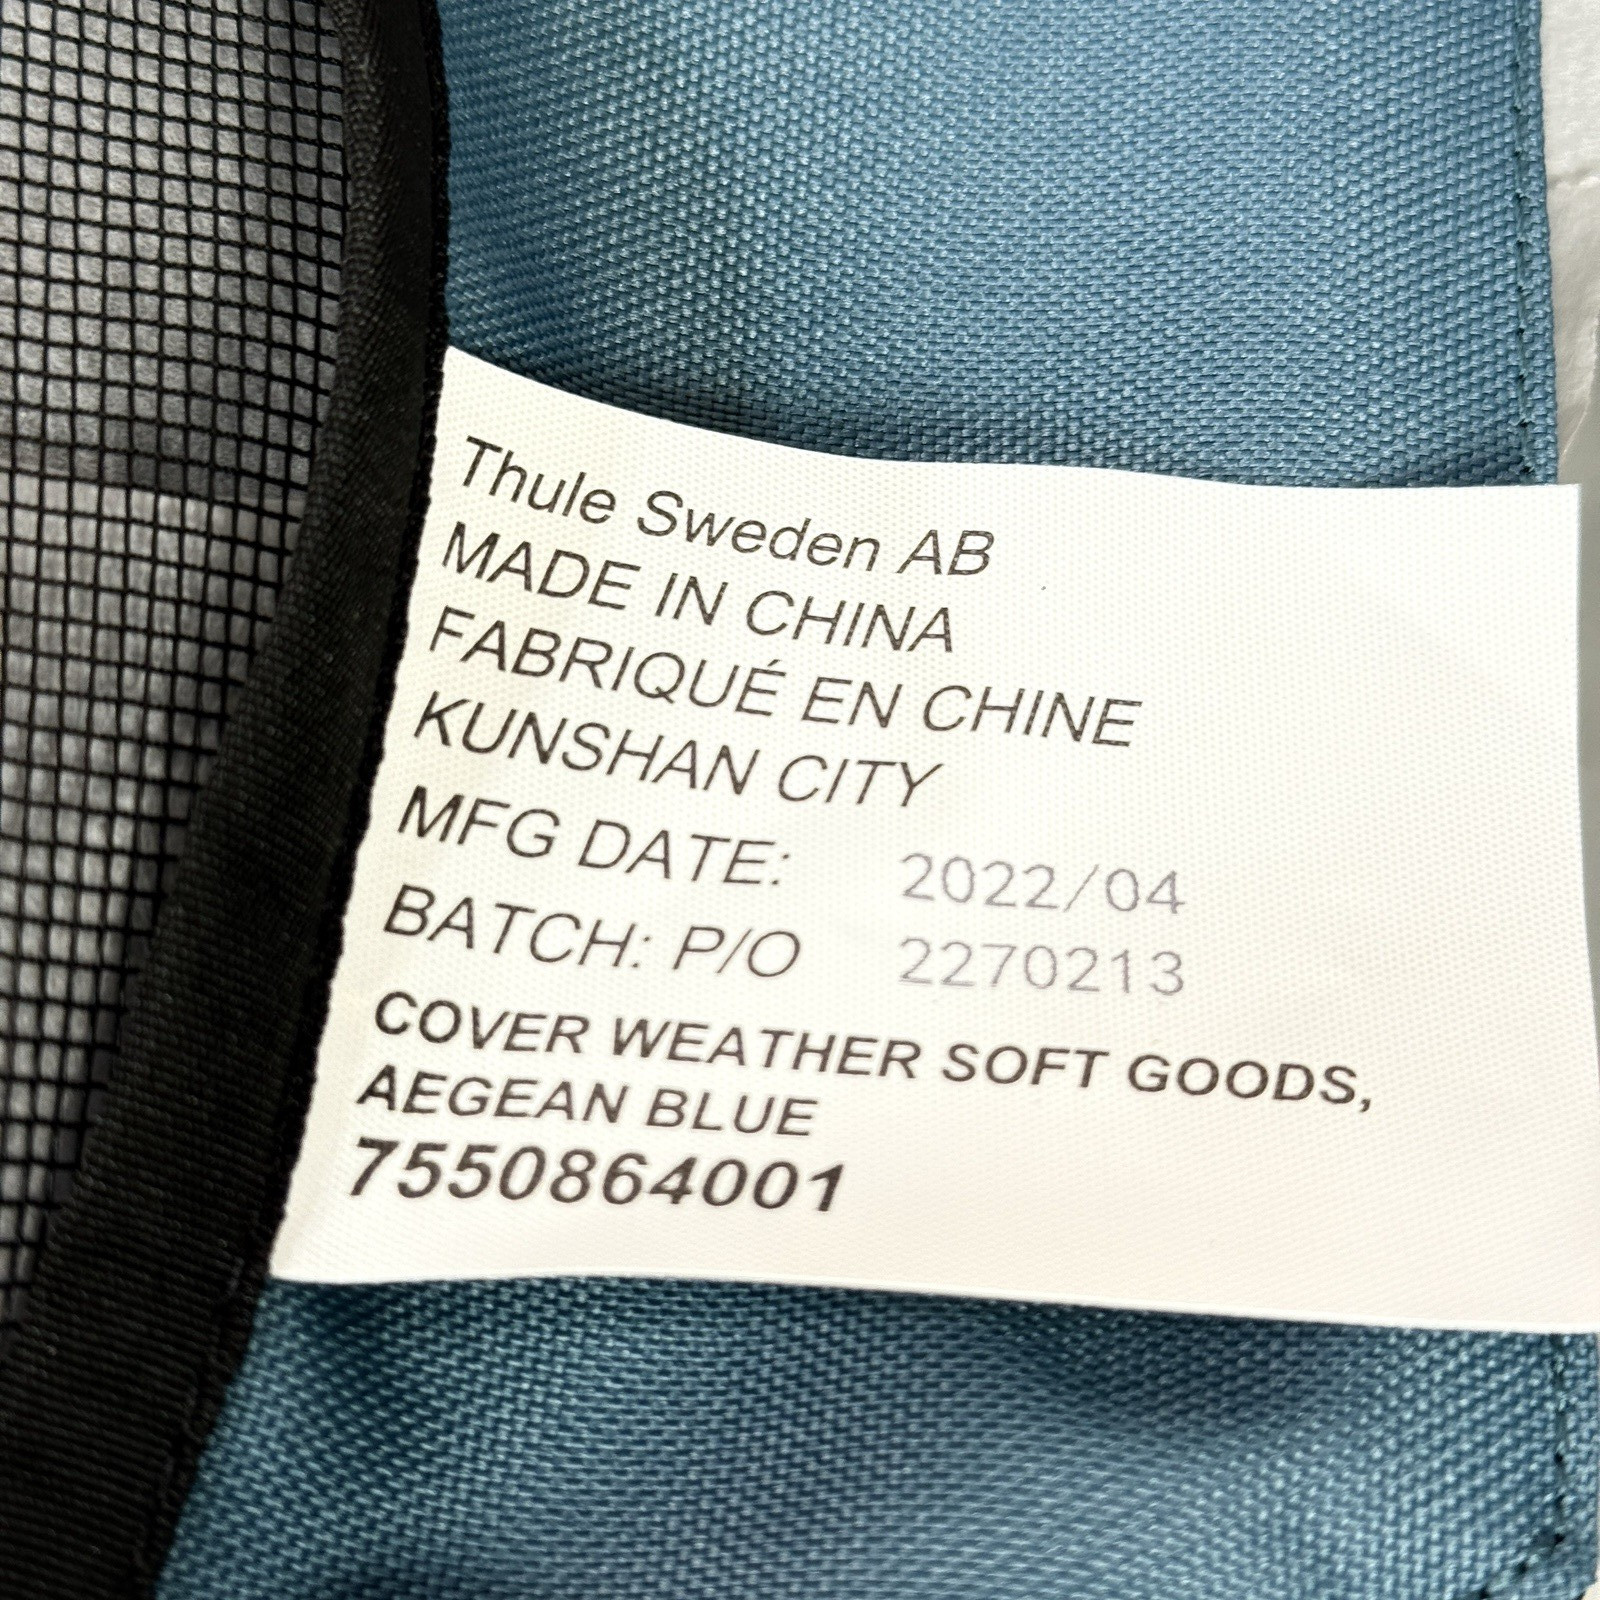 Thule Sweden AB
MADE IN CHINA
FABRIQUÉ EN CHINE
KUNSHAN CITY
MFG DATE: 2022/04
BATCH: P/O 2270213
COVER WEATHER SOFT GOODS,
AEGEAN BLUE
7550864001